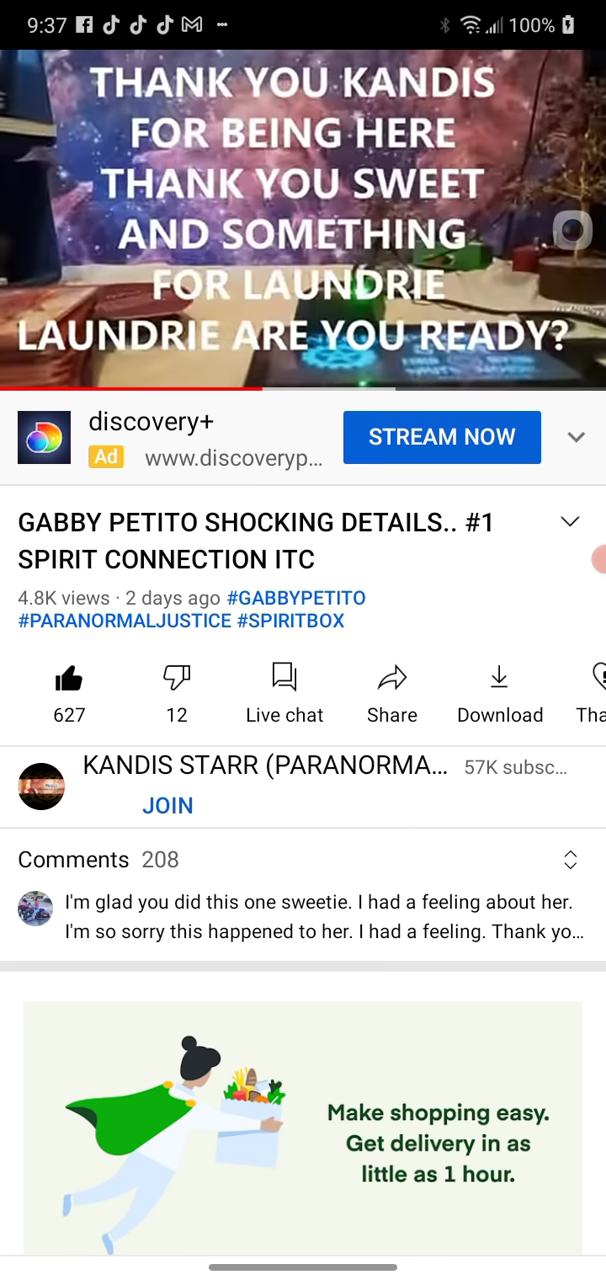 9:37
100%
THANK YOU KANDIS
FOR BEING HERE
THANK YOU SWEET
AND SOMETHING
FOR LAUNDRIE
LAUNDRIE ARE YOU READY?
discovery+
Ad www.discoveryp...
STREAM NOW
GABBY PETITO SHOCKING DETAILS.. #1
SPIRIT CONNECTION ITC
4.8K views · 2 days ago #GABBYPETITO
#PARANORMALJUSTICE #SPIRITBOX
627 12 Live chat Share Download Tha
KANDIS STARR (PARANORMA... 57K subsc...
JOIN
Comments 208
I'm glad you did this one sweetie. I had a feeling about her.
I'm so sorry this happened to her. I had a feeling. Thank yo...
Make shopping easy.
Get delivery in as
little as 1 hour.